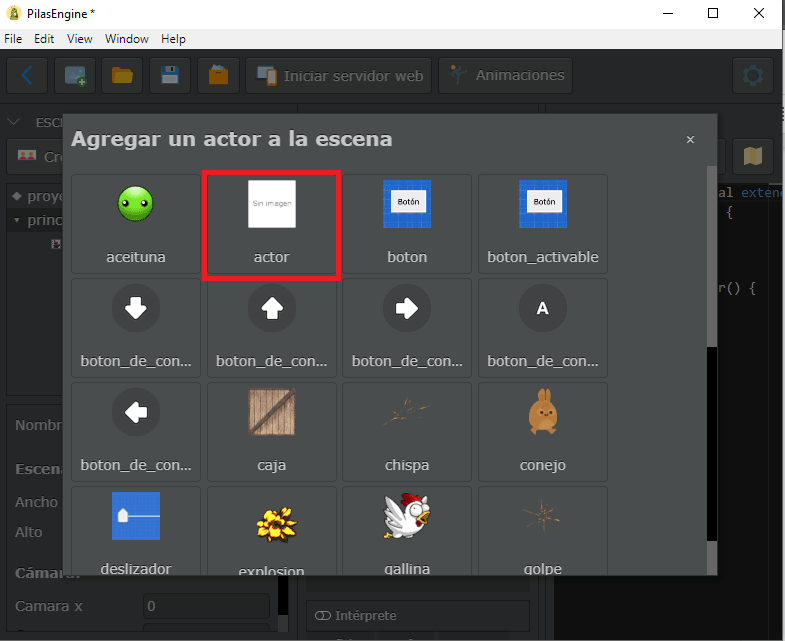 PilasEngine *
File Edit View Window Help
Iniciar servidor web Animaciones
ESC
Agregar un actor a la escena ×
Cre
proye
princ
al extend
{
r() {
Sin imagen Botón Botón
aceituna actor boton boton_activable
A
boton_de_con... boton_de_con... boton_de_con... boton_de_con...
boton_de_con... caja chispa conejo
deslizador explosion gallina golpe
Nombr
Escena
Ancho
Alto
Cámara
Camara x 0
Intérprete